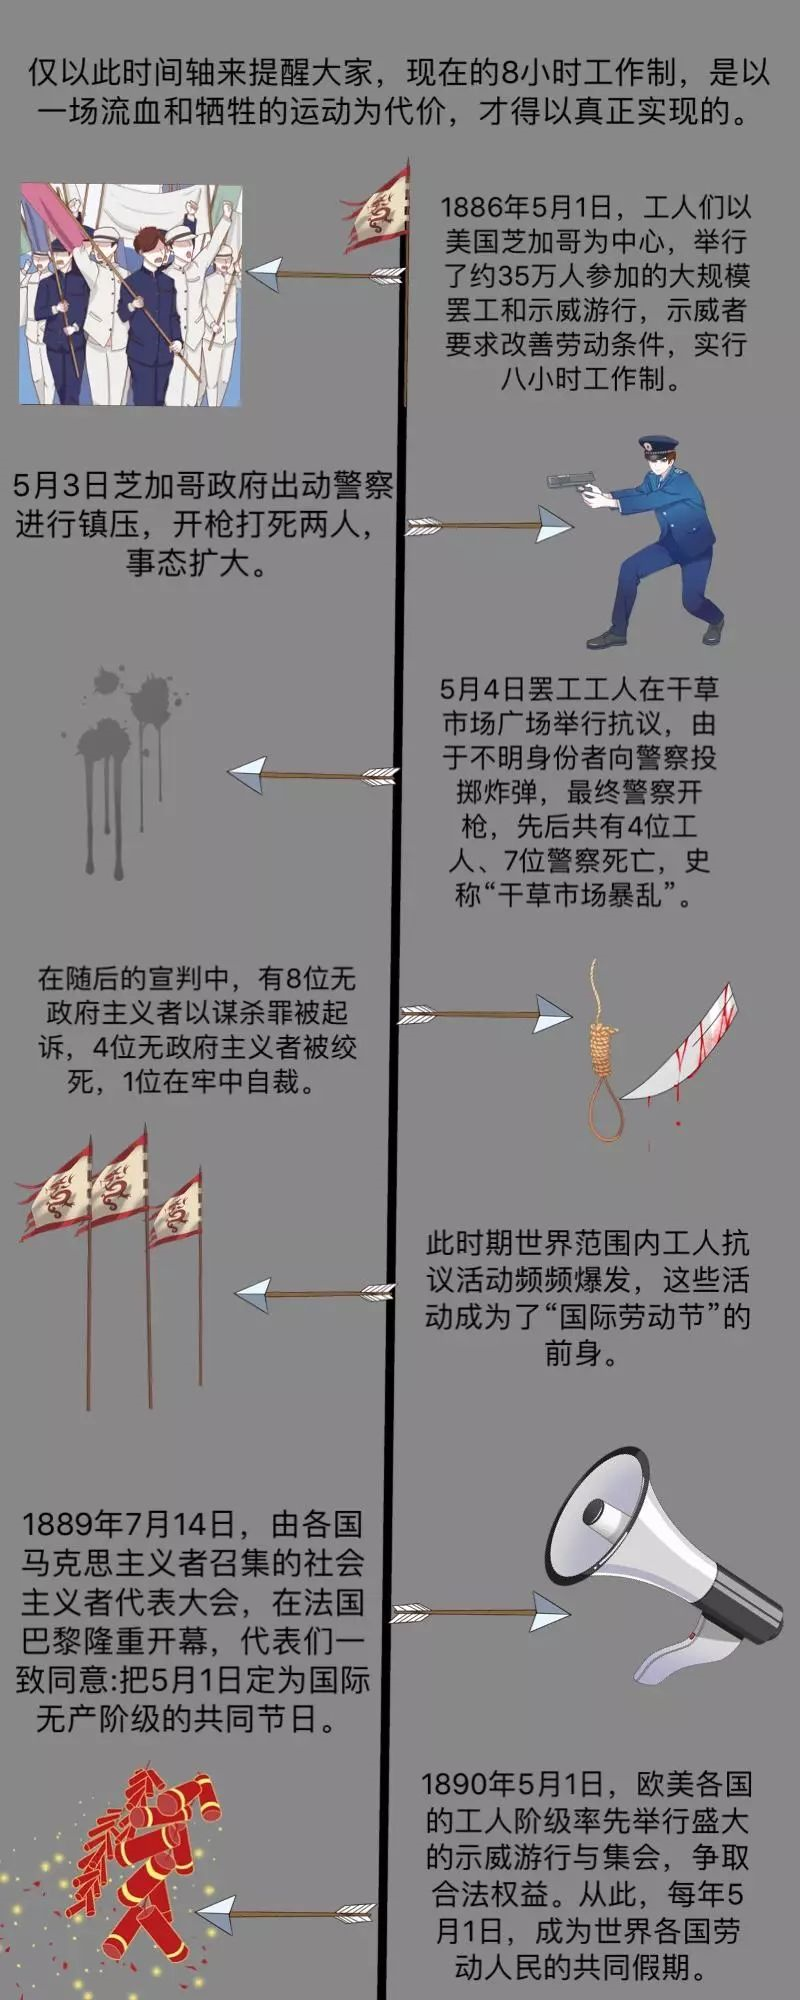 仅以此时间轴来提醒大家，现在的8小时工作制，是以
一场流血和牺牲的运动为代价，才得以真正实现的。
1886年5月1日，工人们以
美国芝加哥为中心，举行
了约35万人参加的大规模
罢工和示威游行，示威者
要求改善劳动条件，实行
八小时工作制。
5月3日芝加哥政府出动警察
进行镇压，开枪打死两人，
事态扩大。
5月4日罢工工人在干草
市场广场举行抗议，由
于不明身份者向警察投
掷炸弹，最终警察开
枪，先后共有4位工
人、7位警察死亡，史
称“干草市场暴乱”。
在随后的宣判中，有8位无
政府主义者以谋杀罪被起
诉，4位无政府主义者被绞
死，1位在牢中自裁。
此时期世界范围内工人抗
议活动频频爆发，这些活
动成为了“国际劳动节”的
前身。
1889年7月14日，由各国
马克思主义者召集的社会
主义者代表大会，在法国
巴黎隆重开幕，代表们一
致同意:把5月1日定为国际
无产阶级的共同节日。
1890年5月1日，欧美各国
的工人阶级率先举行盛大
的示威游行与集会，争取
合法权益。从此，每年5
月1日，成为世界各国劳
动人民的共同假期。